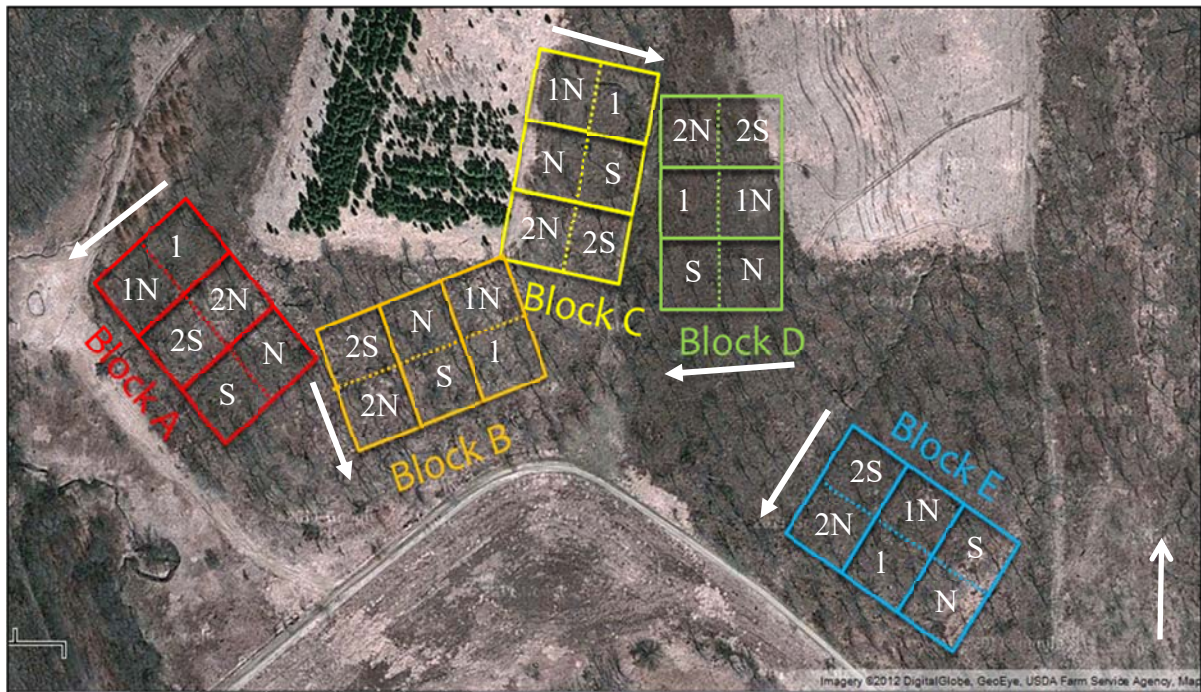 1N 1
N S
2N 2S
Block C
2N 2S
1 1N
S N
Block D
1
1N 2N
2S N
S
Block A
2S N 1N
2N S 1
Block B
Block E
2S 1N S
2N 1 N
Imagery ©2012 DigitalGlobe, GeoEye, USDA Farm Service Agency, Map